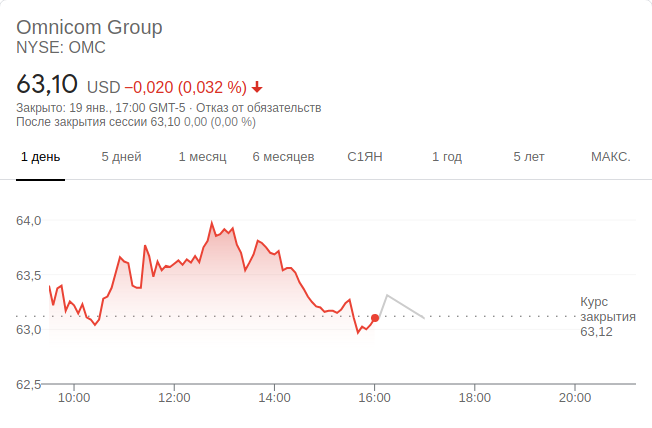 Omnicom Group
NYSE: OMC
63,10 USD −0,020 (0,032 %)
Закрыто: 19 янв., 17:00 GMT-5 · Отказ от обязательств
После закрытия сессии 63,10 0,00 (0,00 %)
1 день 5 дней 1 месяц 6 месяцев С1ЯН 1 год 5 лет МАКС.
64,0
63,5
Курс
закрытия
63,12
63,0
62,5
10:00 12:00 14:00 16:00 18:00 20:00